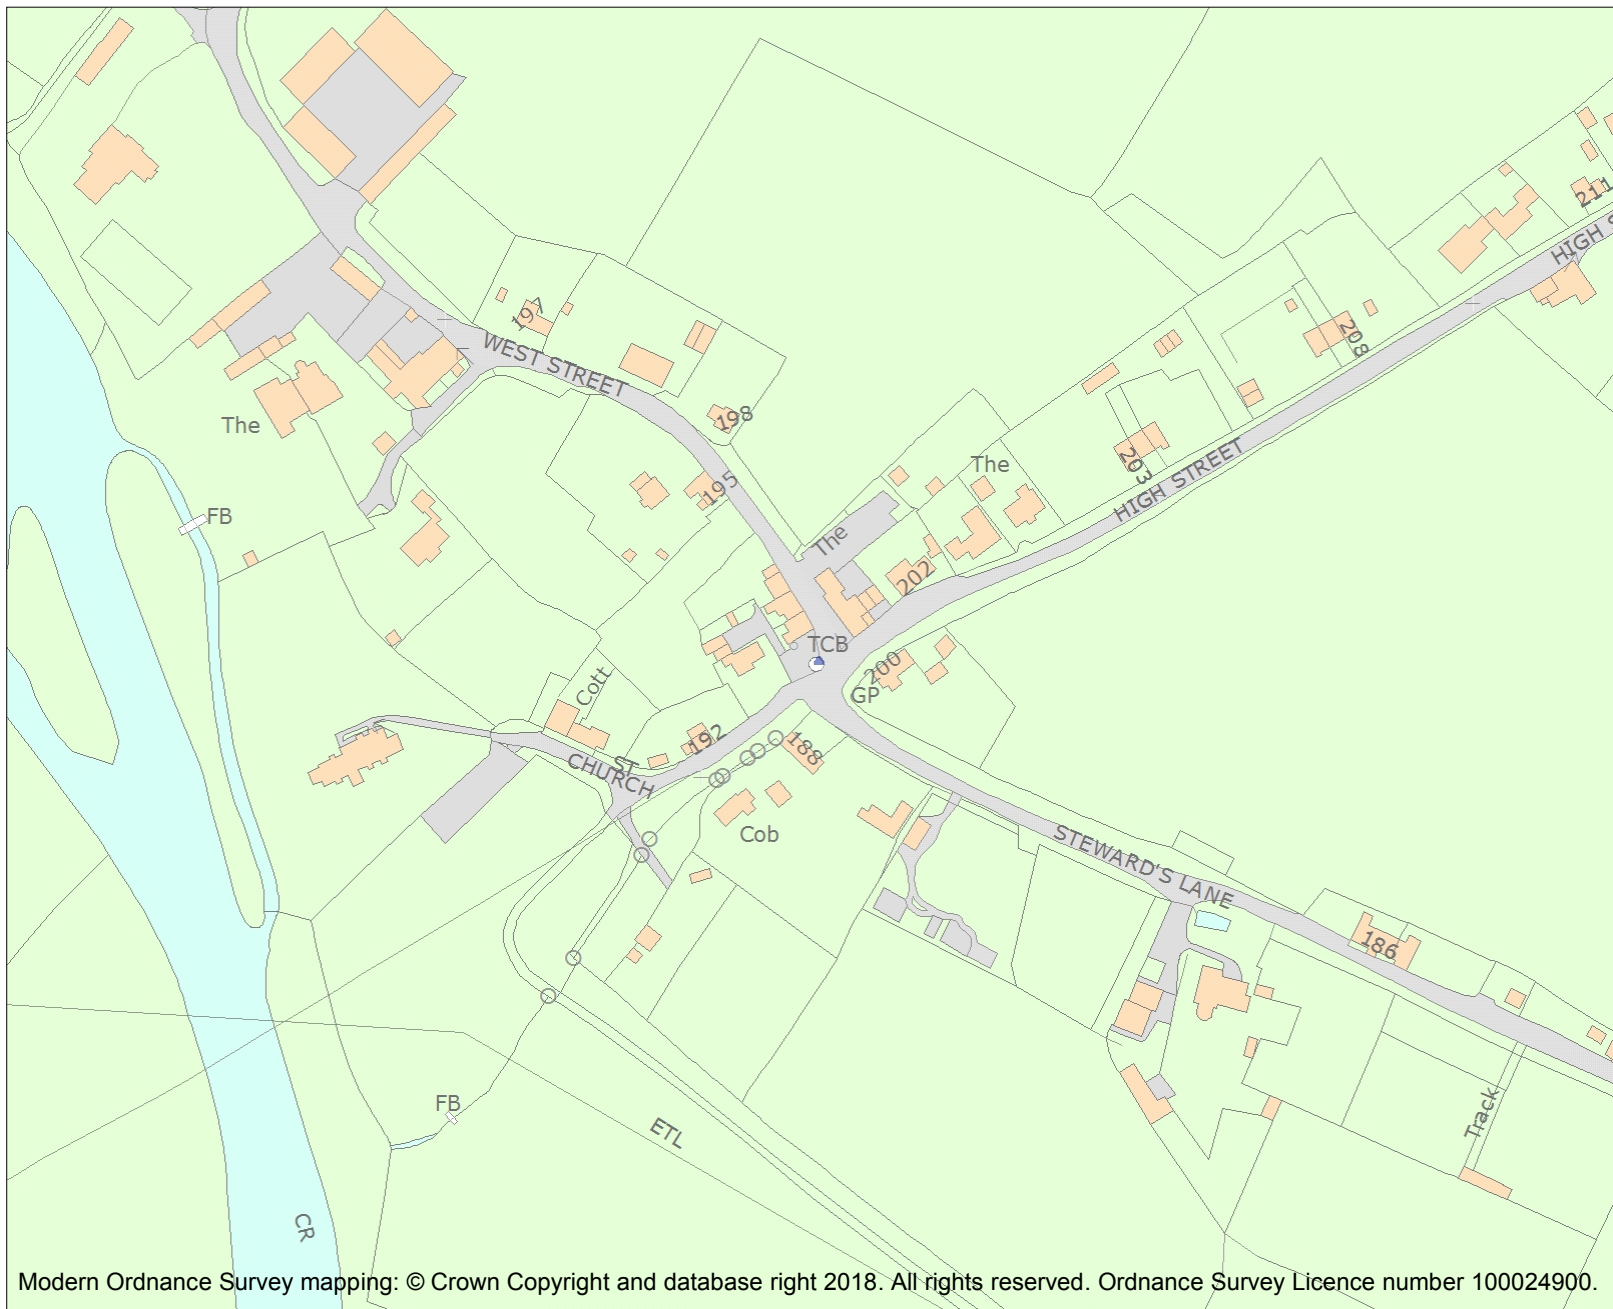 211
HIGH S
197
WEST STREET
208
198
The
The
203
HIGH STREET
195
FB
The
202
TCB
200
Cott
GP
192
188
CHURCH
ST
Cob
STEWARD'S LANE
186
FB
ETL
Track
CR
Modern Ordnance Survey mapping: © Crown Copyright and database right 2018. All rights reserved. Ordnance Survey Licence number 100024900.